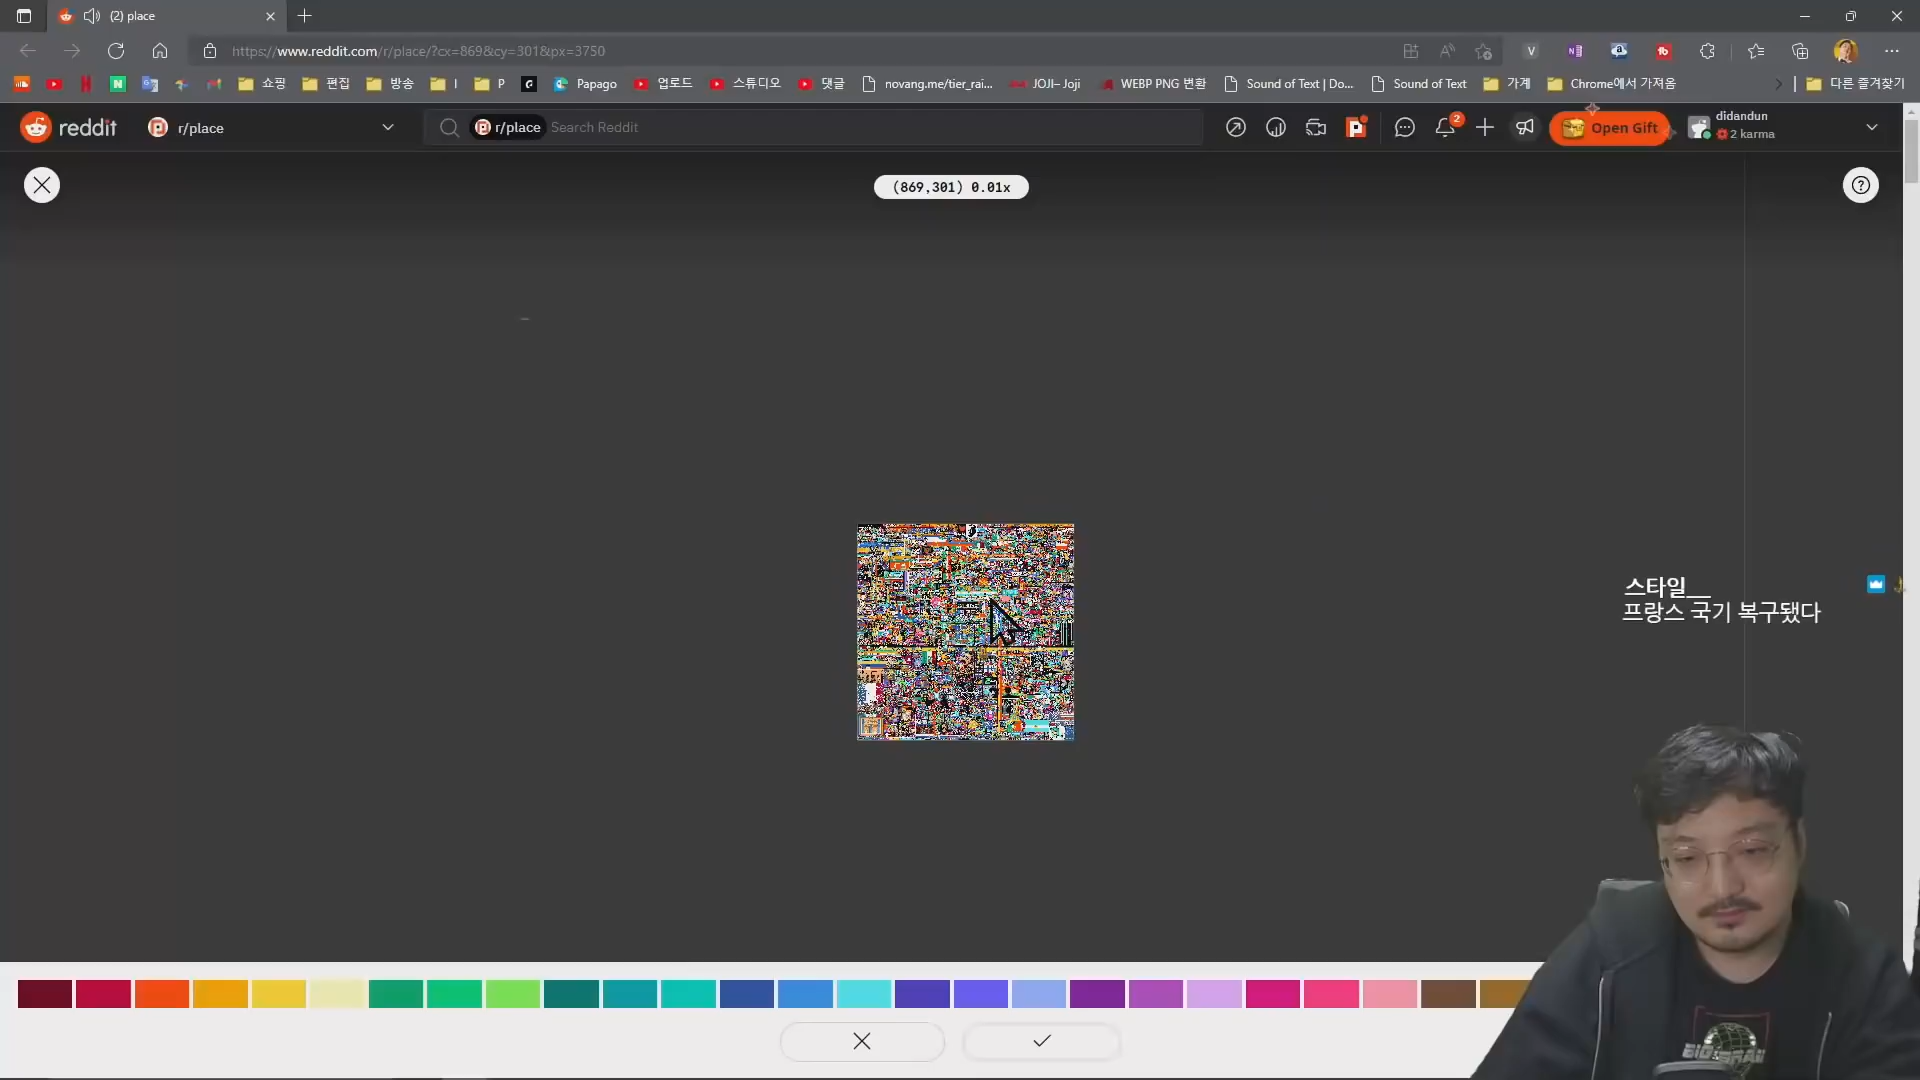 (2) place
https://www.reddit.com/r/place/?cx=869&cy=301&px=3750
쇼핑
편집
방송
I
P
Papago
업로드
스튜디오
댓글
novang.me/tier_rai...
JOJI– Joji
WEBP PNG 변환
Sound of Text | Do...
Sound of Text
가계
Chrome에서 가져옴
다른 즐겨찾기
reddit
r/place
r/place Search Reddit
2
Open Gift
didandun
2 karma
(869,301) 0.01x
스타일__
프랑스 국기 복구됐다